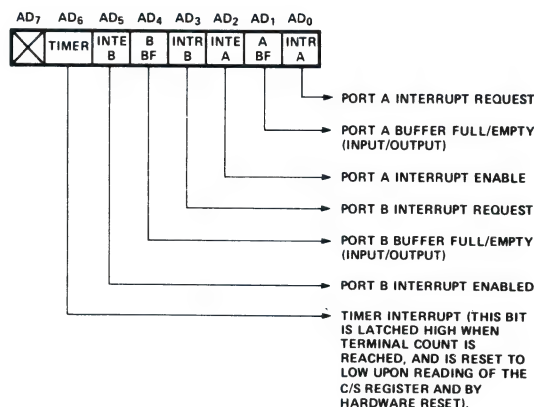 AD7 AD6 AD5 AD4 AD3 AD2 AD1 AD0
TIMER INTE B B BF INTR B INTE A A BF INTR A
PORT A INTERRUPT REQUEST
PORT A BUFFER FULL/EMPTY
(INPUT/OUTPUT)
PORT A INTERRUPT ENABLE
PORT B INTERRUPT REQUEST
PORT B BUFFER FULL/EMPTY
(INPUT/OUTPUT)
PORT B INTERRUPT ENABLED
TIMER INTERRUPT (THIS BIT
IS LATCHED HIGH WHEN
TERMINAL COUNT IS
REACHED, AND IS RESET TO
LOW UPON READING OF THE
C/S REGISTER AND BY
HARDWARE RESET).